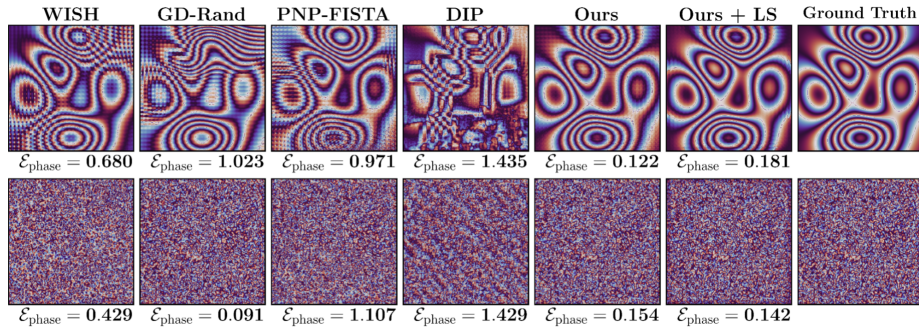 WISH GD-Rand PNP-FISTA DIP Ours Ours + LS Ground Truth
ℰphase = 0.680 ℰphase = 1.023 ℰphase = 0.971 ℰphase = 1.435 ℰphase = 0.122 ℰphase = 0.181
ℰphase = 0.429 ℰphase = 0.091 ℰphase = 1.107 ℰphase = 1.429 ℰphase = 0.154 ℰphase = 0.142